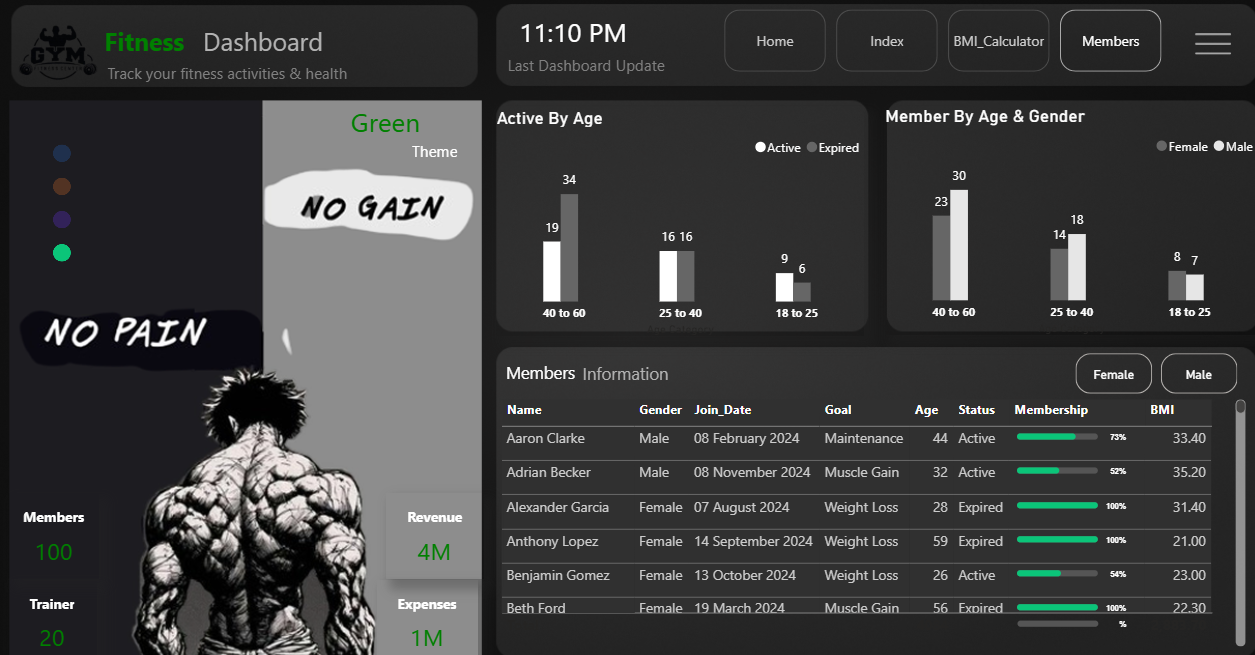 GYM
Fitness Dashboard
Track your fitness activities & health
11:10 PM
Last Dashboard Update
Home
Index
BMI_Calculator
Members
Green
Theme
NO GAIN
NO PAIN
Members
100
Trainer
20
Revenue
4M
Expenses
1M
Active By Age
Active Expired
19 34
16 16
9 6
40 to 60 25 to 40 18 to 25
Member By Age & Gender
Female Male
23 30
14 18
8 7
40 to 60 25 to 40 18 to 25
Members Information
Female Male
Name Gender Join_Date Goal Age Status Membership BMI
Aaron Clarke Male 08 February 2024 Maintenance 44 Active 73% 33.40
Adrian Becker Male 08 November 2024 Muscle Gain 32 Active 52% 35.20
Alexander Garcia Female 07 August 2024 Weight Loss 28 Expired 100% 31.40
Anthony Lopez Female 14 September 2024 Weight Loss 59 Expired 100% 21.00
Benjamin Gomez Female 13 October 2024 Weight Loss 26 Active 54% 23.00
Beth Ford Female 19 March 2024 Muscle Gain 56 Expired 100% 22.30
%